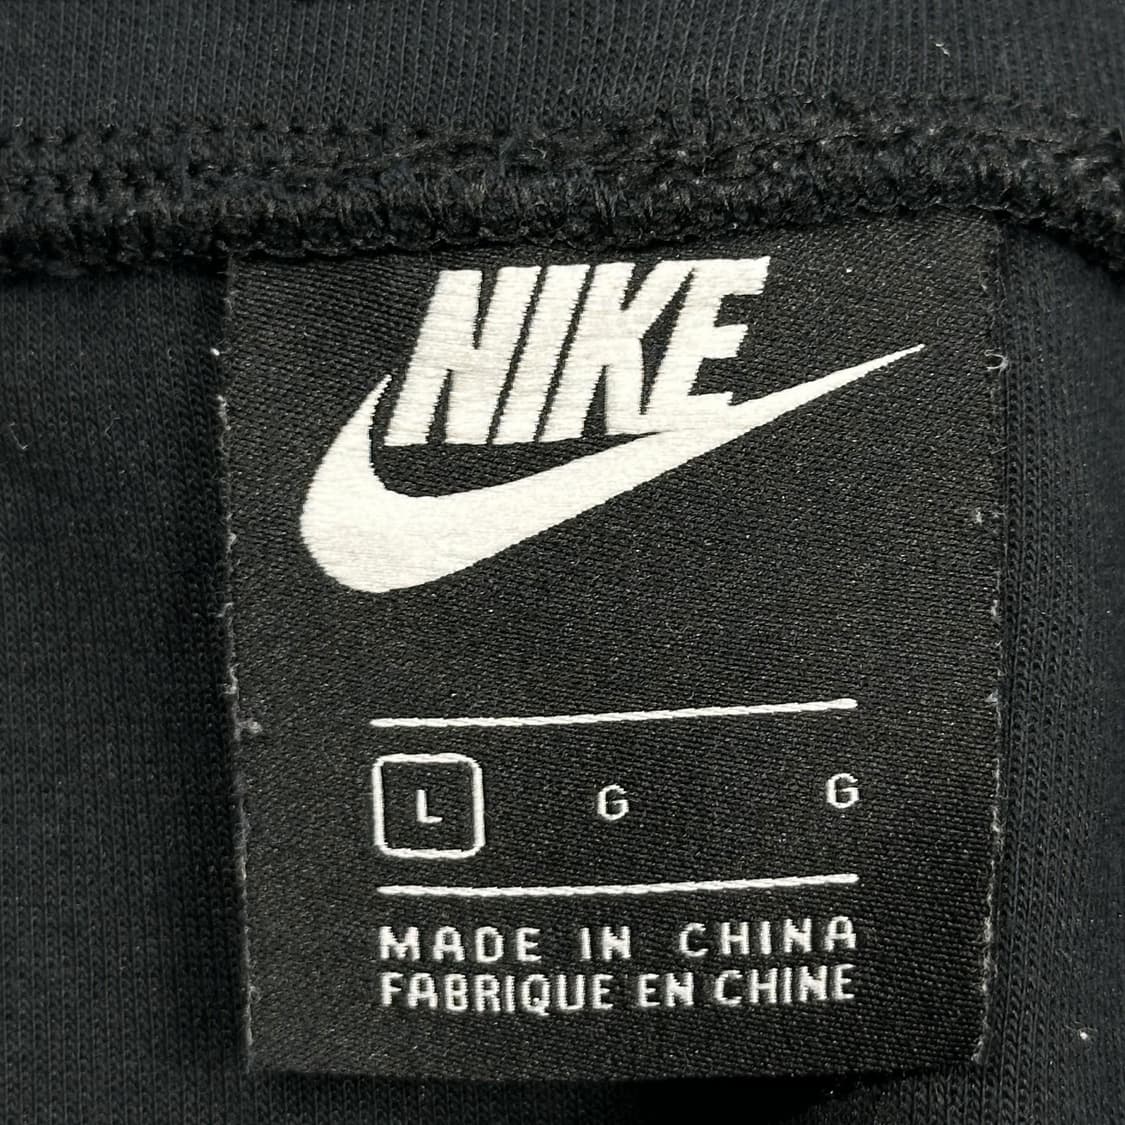 NIKE
L G G
MADE IN CHINA
FABRIQUE EN CHINE